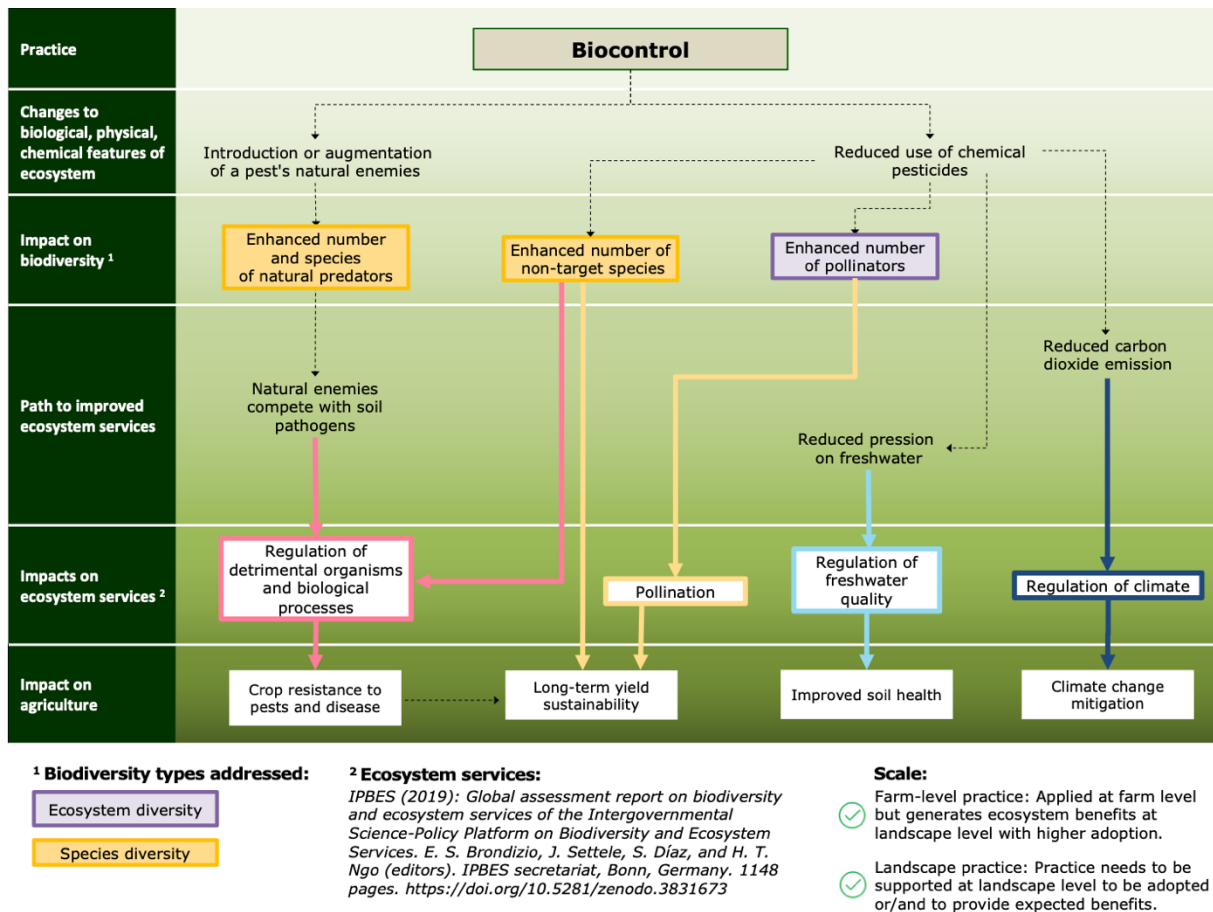 Practice
Biocontrol
Changes to
biological, physical,
chemical features of
ecosystem
Introduction or augmentation
of a pest's natural enemies
Reduced use of chemical
pesticides
Impact on
biodiversity ¹
Enhanced number
and species
of natural predators
Enhanced number of
non-target species
Enhanced number
of pollinators
Path to improved
ecosystem services
Natural enemies
compete with soil
pathogens
Reduced pression
on freshwater
Reduced carbon
dioxide emission
Impacts on
ecosystem services ²
Regulation of
detrimental organisms
and biological
processes
Pollination
Regulation of
freshwater
quality
Regulation of climate
Impact on
agriculture
Crop resistance to
pests and disease
Long-term yield
sustainability
Improved soil health
Climate change
mitigation
¹ Biodiversity types addressed:
Ecosystem diversity
Species diversity
² Ecosystem services:
IPBES (2019): Global assessment report on biodiversity
and ecosystem services of the Intergovernmental
Science-Policy Platform on Biodiversity and Ecosystem
Services. E. S. Brondizio, J. Settele, S. Díaz, and H. T.
Ngo (editors). IPBES secretariat, Bonn, Germany. 1148
pages. https://doi.org/10.5281/zenodo.3831673
Scale:
Farm-level practice: Applied at farm level
but generates ecosystem benefits at
landscape level with higher adoption.
Landscape practice: Practice needs to be
supported at landscape level to be adopted
or/and to provide expected benefits.